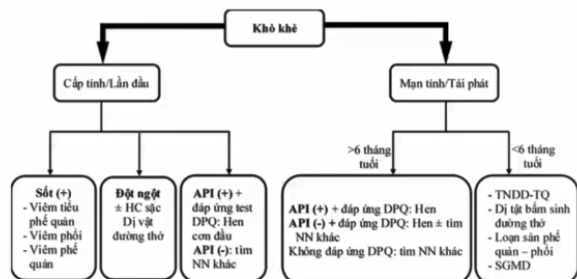 Khò khè
Cấp tính/Lần đầu
Mạn tính/Tái phát
>6 tháng
tuổi
<6 tháng
tuổi
Sốt (+)
- Viêm tiểu
phế quản
- Viêm phổi
- Viêm phế
quản
Đột ngột
± HC sặc
Dị vật
đường thở
API (+) +
đáp ứng test
DPQ: Hen
cơn đầu
API (-): tìm
NN khác
API (+) + đáp ứng DPQ: Hen
API (-) + đáp ứng DPQ: Hen ± tìm
NN khác
Không đáp ứng DPQ: tìm NN khác
- TNDD-TQ
- Dị tật bẩm sinh
đường thở
- Loạn sản phế
quản – phổi
- SGMD